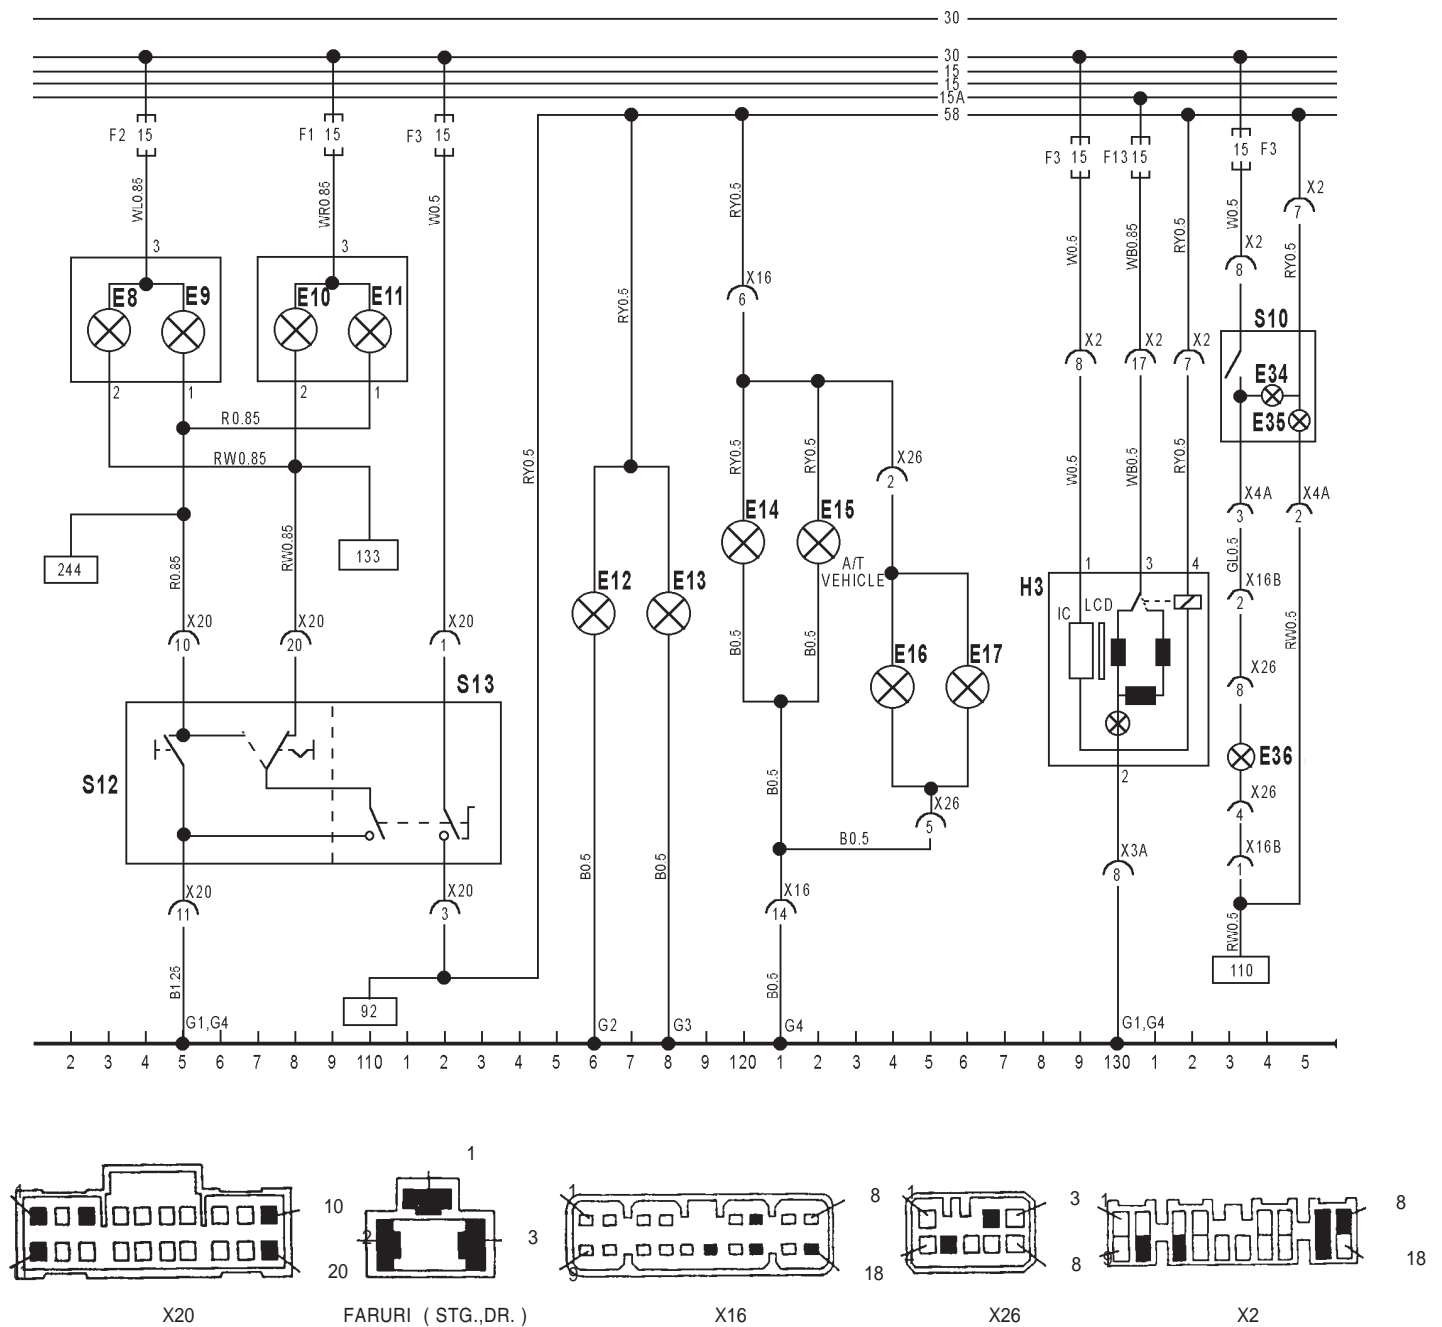 30
30
15
15
15A
58
F2 15
F1 15
F3 15
F3 15
F13 15
15 F3
WL0.85
WR0.85
W0.5
RY0.5
RY0.5
W0.5
WB0.85
RY0.5
W0.5
X2
7
3
3
X2
8
RY0.5
E8 E9
E10 E11
X16
6
S10
X2
8
X2
17
X2
7
E34
E35
2 1
2 1
R0.85
RW0.85
RY0.5
RY0.5
RY0.5
X26
2
W0.5
WB0.5
RY0.5
X4A
3
X4A
2
E14 E15
244
133
R0.85
RW0.85
GL0.5
A/T
VEHICLE
E12 E13
1 3 4
H3
IC LCD
X16B
2
X20
10
X20
20
X20
1
B0.5
B0.5
RW0.5
E16 E17
X26
8
S13
S12
E36
B0.5
2
X26
4
X26
5
B0.5
X3A
8
X16B
1
B0.5
B0.5
X20
11
X20
3
X16
14
RW0.5
110
B1.25
92
B0.5
G1,G4
G2
G3
G4
G1,G4
2 3 4 5 6 7 8 9 110 1 2 3 4 5 6 7 8 9 120 1 2 3 4 5 6 7 8 9 130 1 2 3 4 5
1
10
20
1
2
3
1
8
9
18
1
3
8
1
8
9
18
X20
FARURI ( STG.,DR. )
X16
X26
X2